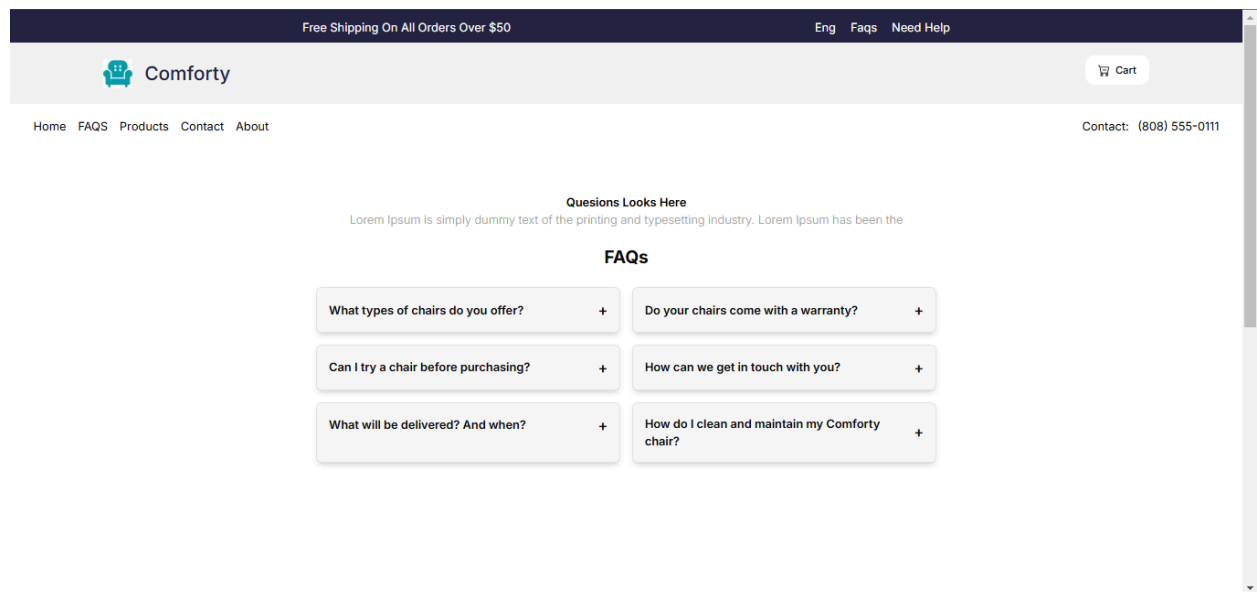 Free Shipping On All Orders Over $50 Eng Faqs Need Help
Comforty Cart
Home FAQS Products Contact About Contact: (808) 555-0111
Quesions Looks Here
Lorem Ipsum is simply dummy text of the printing and typesetting industry. Lorem Ipsum has been the
FAQs
What types of chairs do you offer? +
Do your chairs come with a warranty? +
Can I try a chair before purchasing? +
How can we get in touch with you? +
What will be delivered? And when? +
How do I clean and maintain my Comforty
chair? +